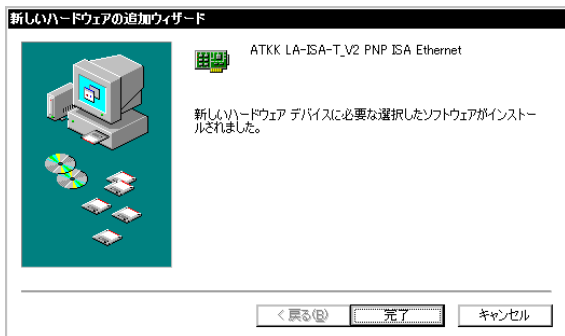 新しいハードウェアの追加ウィザード
ATKK LA-ISA-T_V2 PNP ISA Ethernet
新しいハードウェア デバイスに必要な選択したソフトウェアがインストー
ルされました。
< 戻る(B)
完了
キャンセル